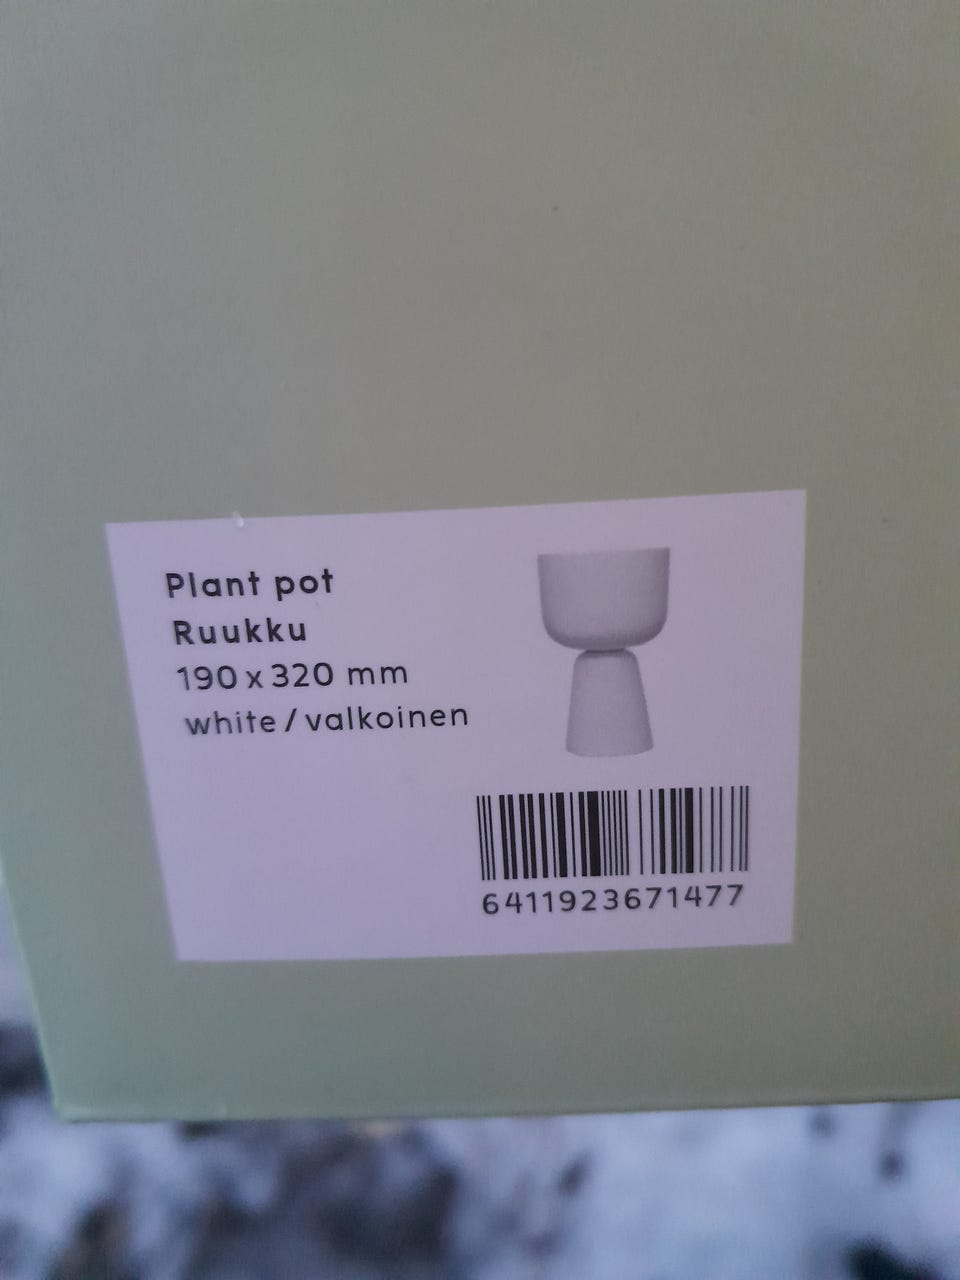 Plant pot
Ruukku
190 x 320 mm
white / valkoinen
6411923671477